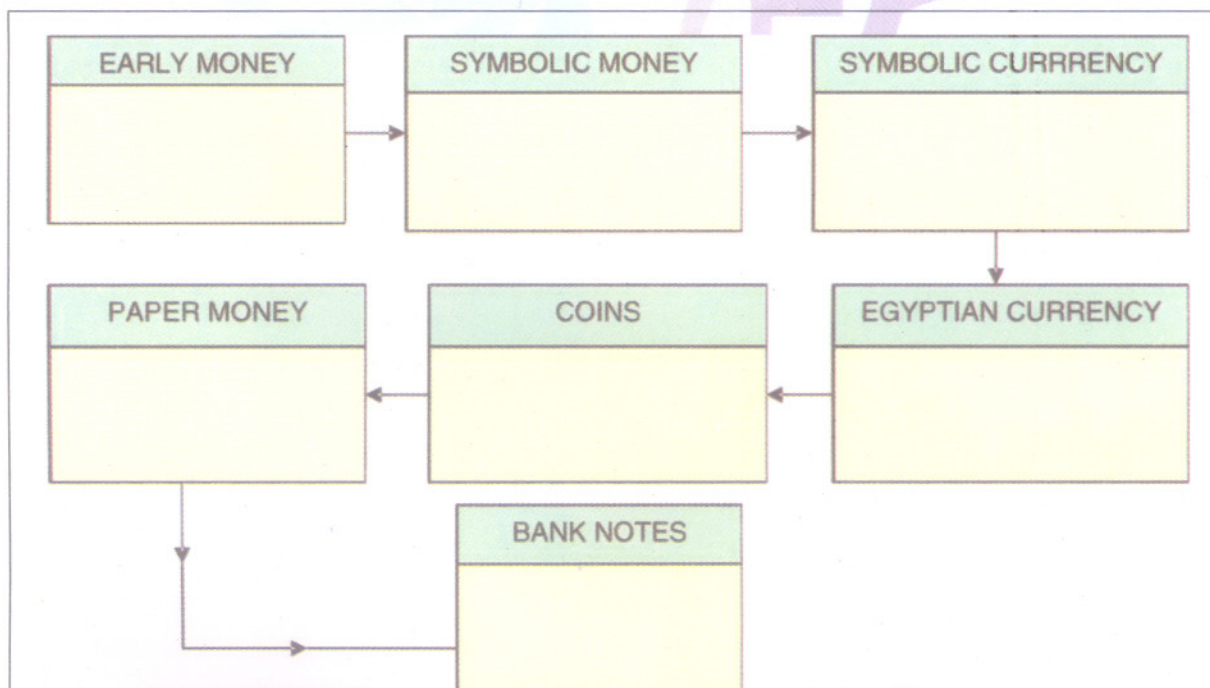 EARLY MONEY
SYMBOLIC MONEY
SYMBOLIC CURRRENCY
EGYPTIAN CURRENCY
COINS
PAPER MONEY
BANK NOTES